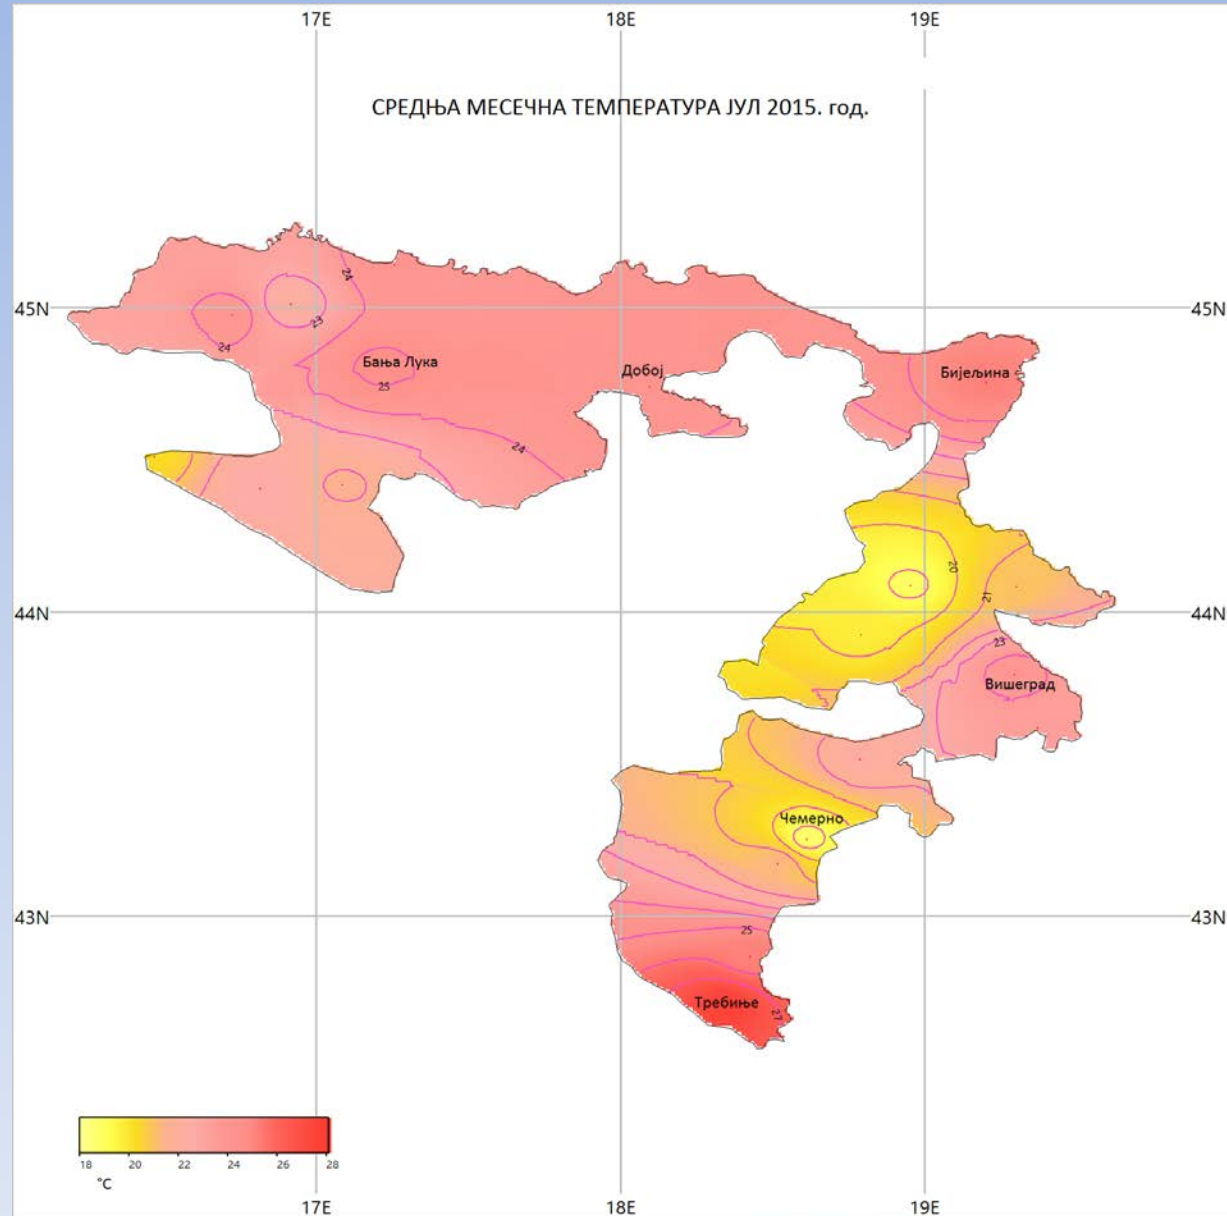 17E 18E 19E
СРЕДЊА МЕСЕЧНА ТЕМПЕРАТУРА ЈУЛ 2015. год.
24
45N 45N
23
24
Бања Лука
Добој
Бијељина
25
24
20
21
44N 44N
23
Вишеград
Чемерно
43N 43N
25
Требиње
27
18 20 22 24 26 28
°C
17E 18E 19E